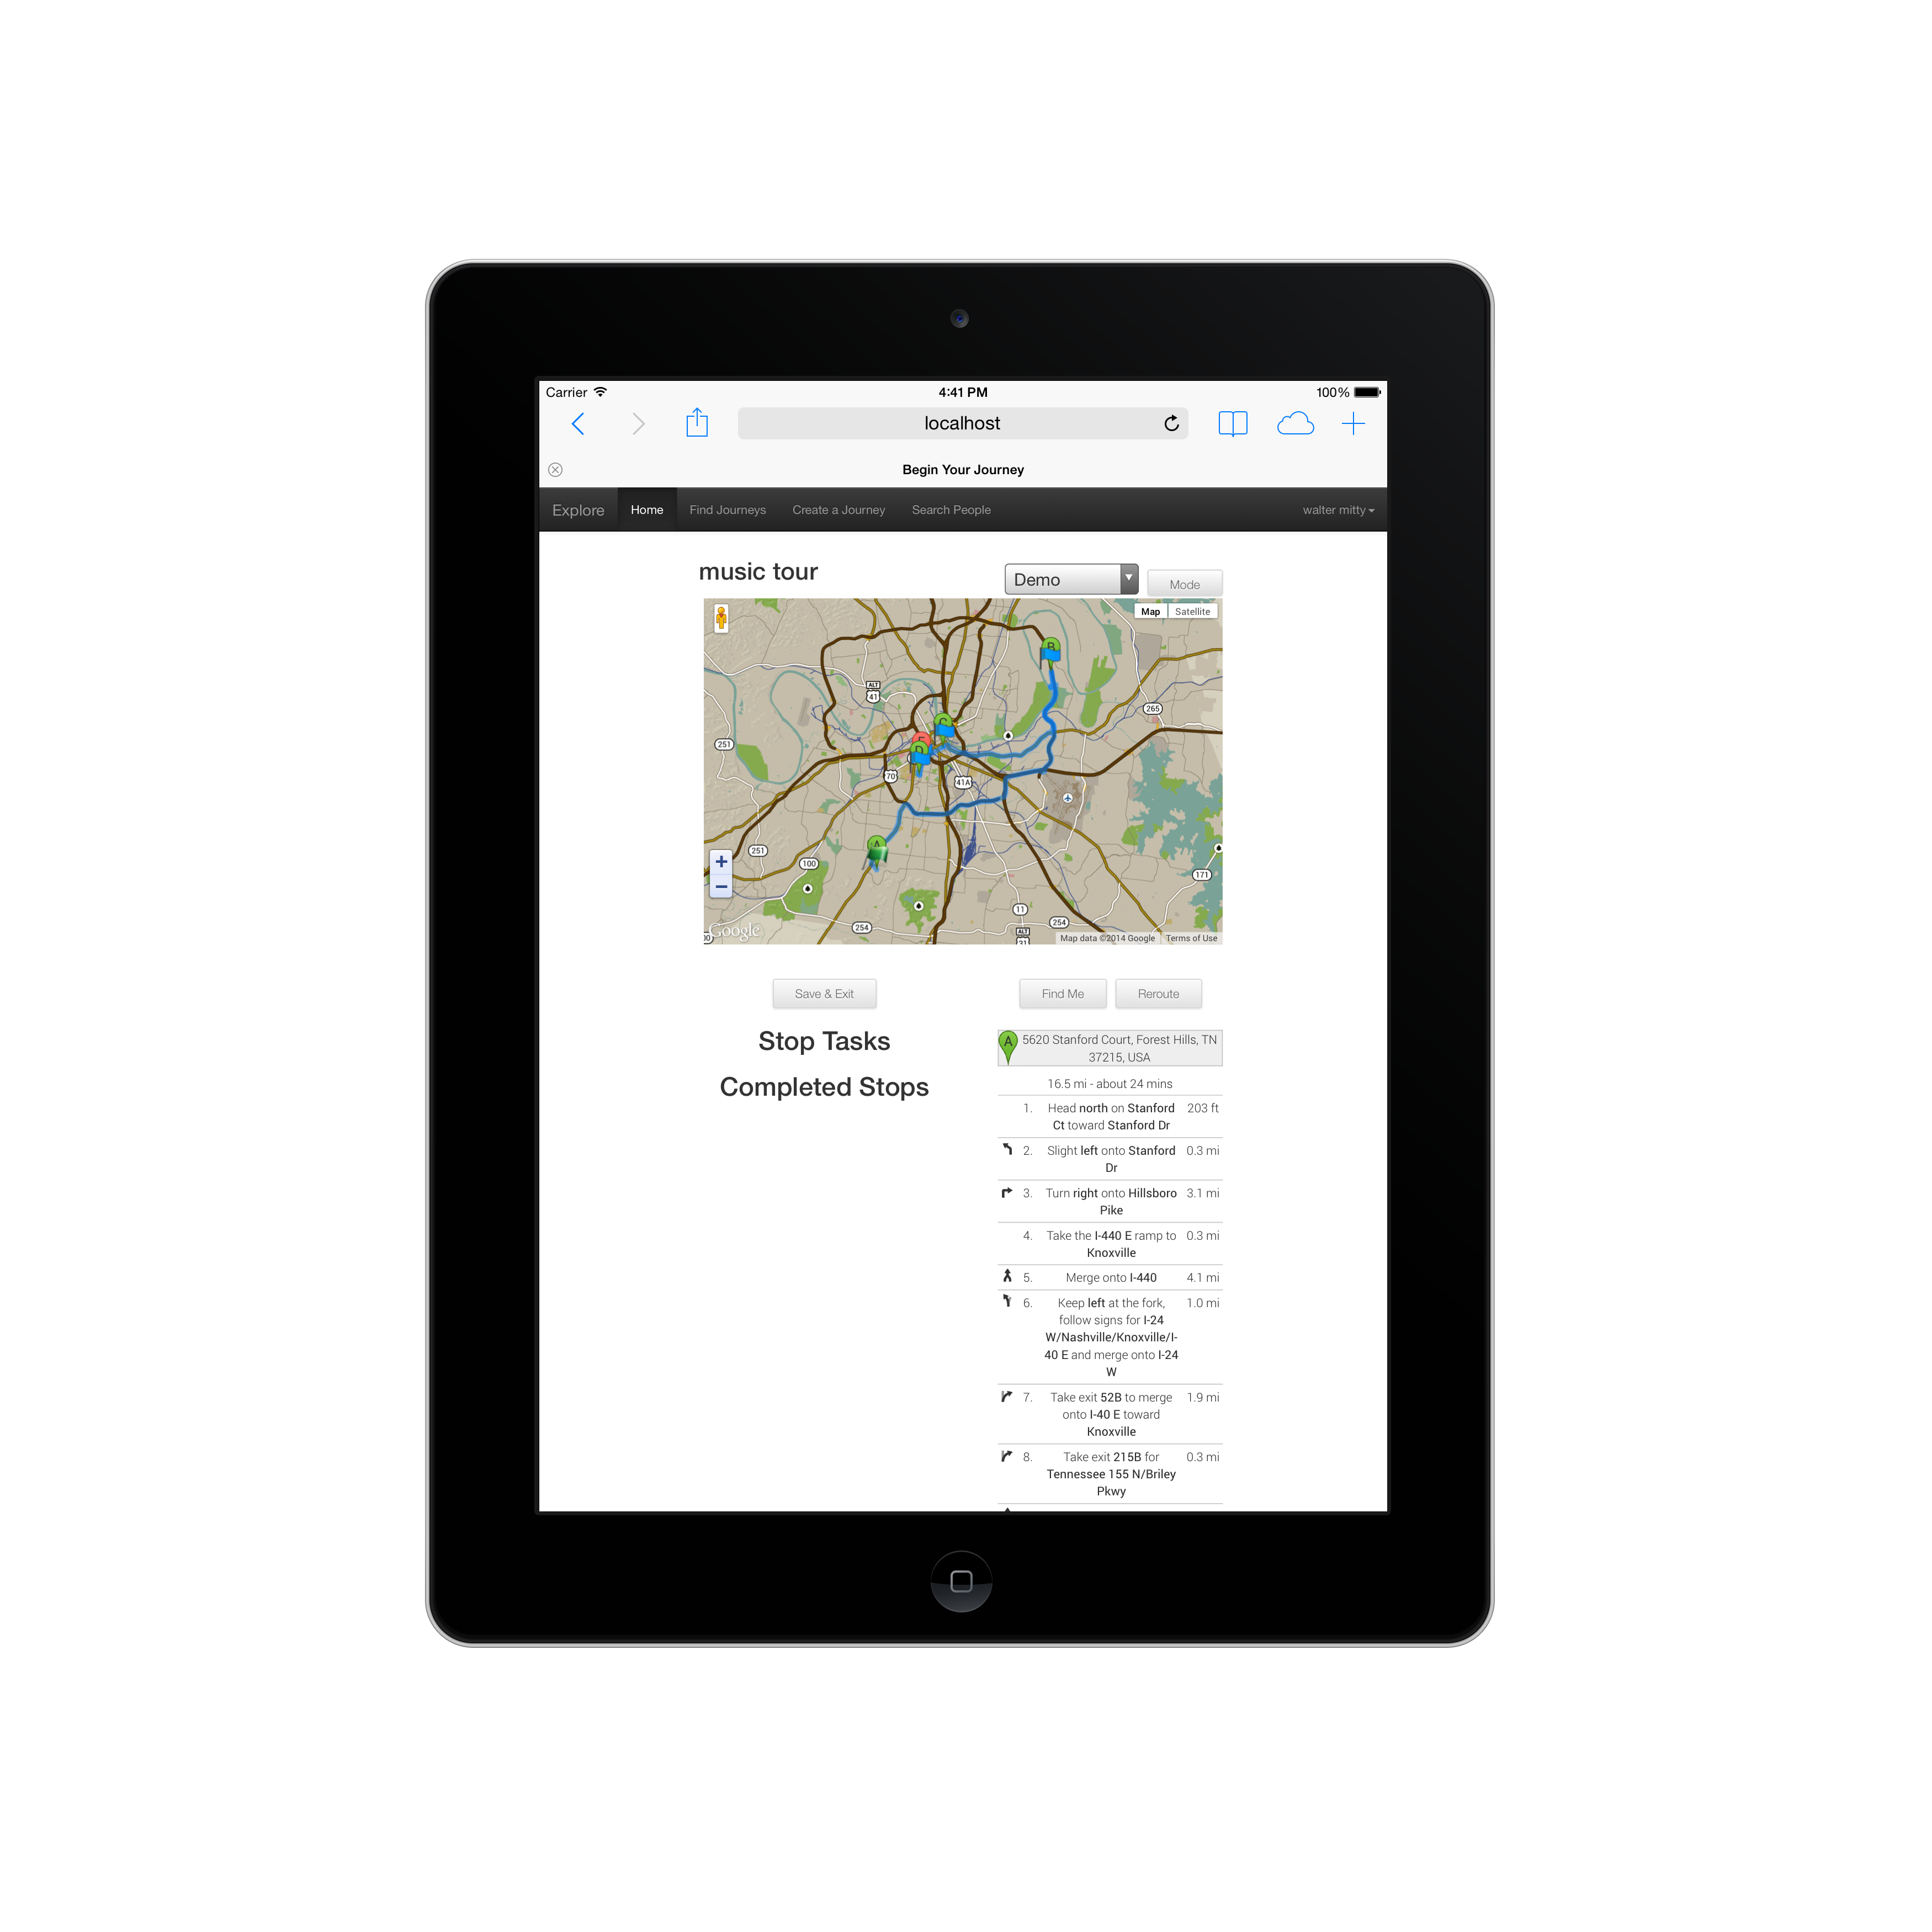 Carrier 4:41 PM 100%
localhost
Begin Your Journey
Explore Home Find Journeys Create a Journey Search People walter mitty
music tour Demo Mode
Map Satellite
B
ALT
41
265
C
251
D
70
41A
A
251
100
171
+
−
11
254
254
ALT
31
Google
Map data ©2014 Google Terms of Use
Save & Exit Find Me Reroute
Stop Tasks
Completed Stops
A 5620 Stanford Court, Forest Hills, TN
37215, USA
16.5 mi - about 24 mins
1. Head north on Stanford 203 ft
Ct toward Stanford Dr
2. Slight left onto Stanford 0.3 mi
Dr
3. Turn right onto Hillsboro 3.1 mi
Pike
4. Take the I-440 E ramp to 0.3 mi
Knoxville
5. Merge onto I-440 4.1 mi
6. Keep left at the fork, 1.0 mi
follow signs for I-24
W/Nashville/Knoxville/I-
40 E and merge onto I-24
W
7. Take exit 52B to merge 1.9 mi
onto I-40 E toward
Knoxville
8. Take exit 215B for 0.3 mi
Tennessee 155 N/Briley
Pkwy